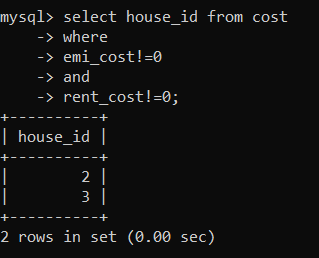 mysql> select house_id from cost
    -> where
    -> emi_cost!=0
    -> and
    -> rent_cost!=0;
+----------+
| house_id |
+----------+
|        2 |
|        3 |
+----------+
2 rows in set (0.00 sec)